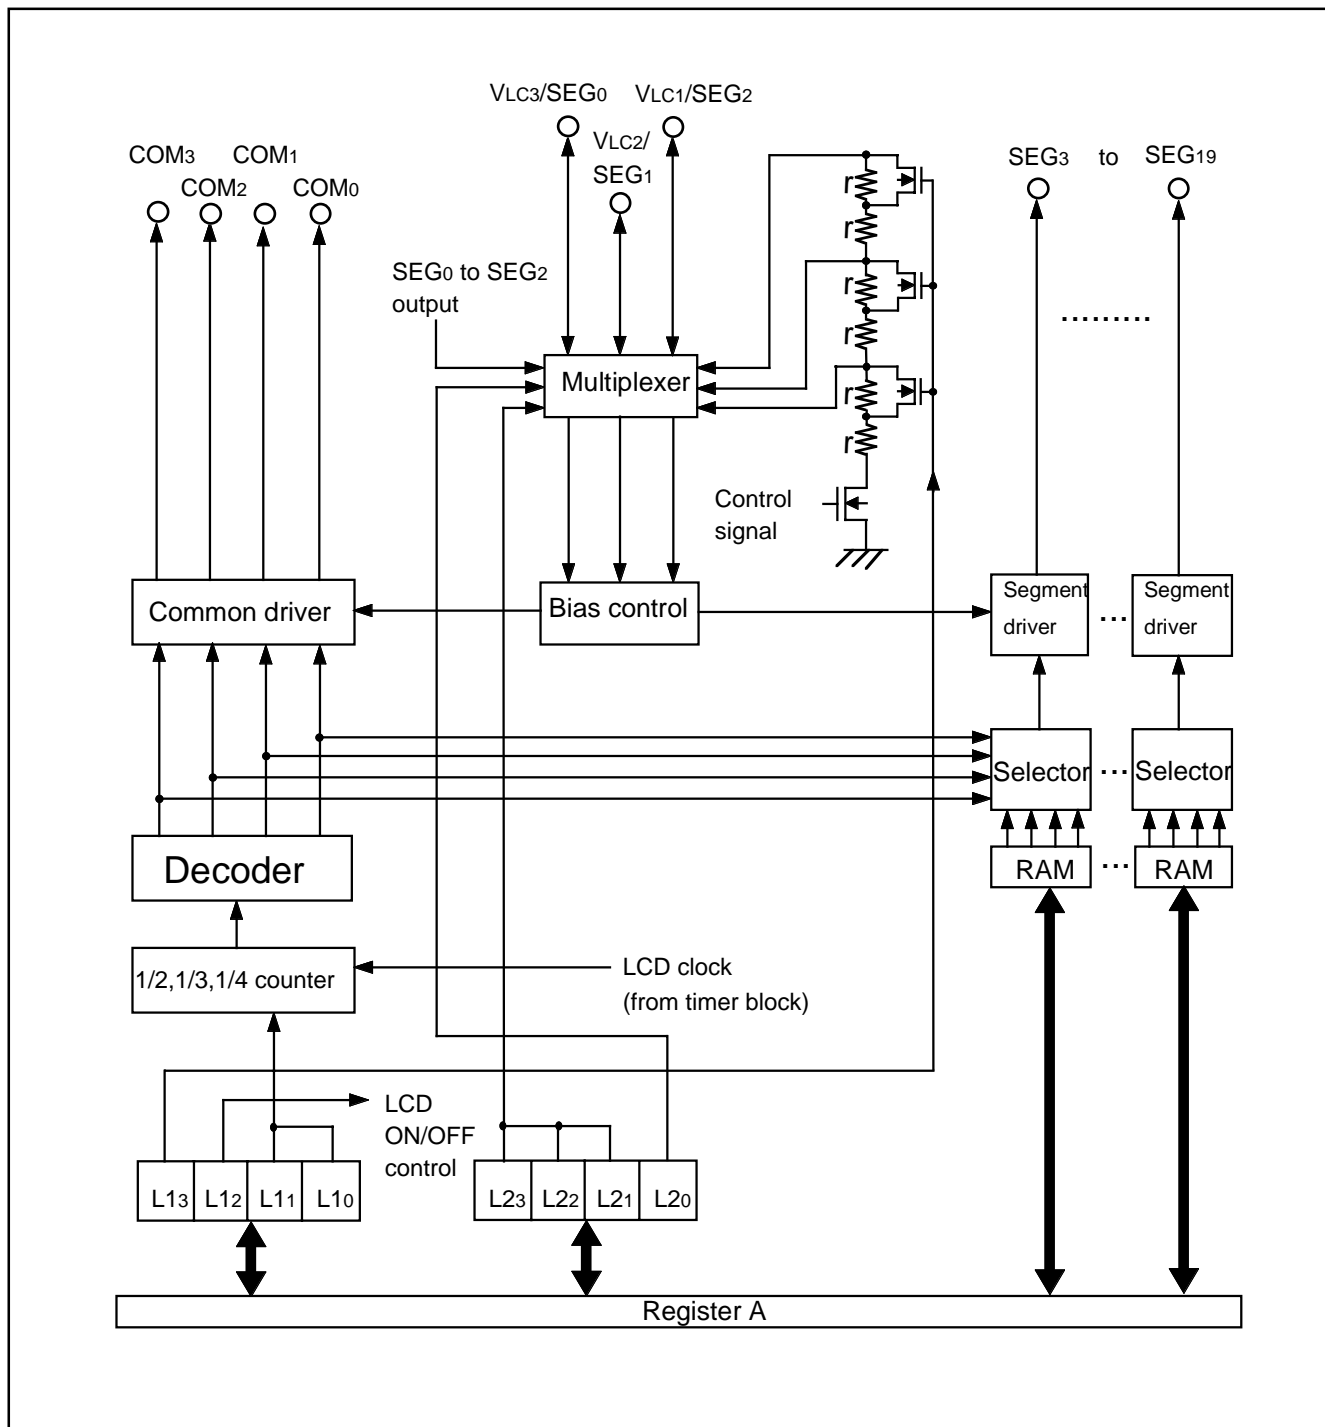 VLC3/SEG0 VLC1/SEG2
VLC2/
SEG1
COM3 COM1
COM2 COM0
SEG3 to SEG19
r
r
r
r
r
r
SEG0 to SEG2
output
.........
Multiplexer
Control
signal
Common driver
Bias control
Segment
driver
...
Segment
driver
Selector ... Selector
Decoder
RAM ... RAM
1/2,1/3,1/4 counter
LCD clock
(from timer block)
LCD
ON/OFF
control
L13 L12 L11 L10
L23 L22 L21 L20
Register A